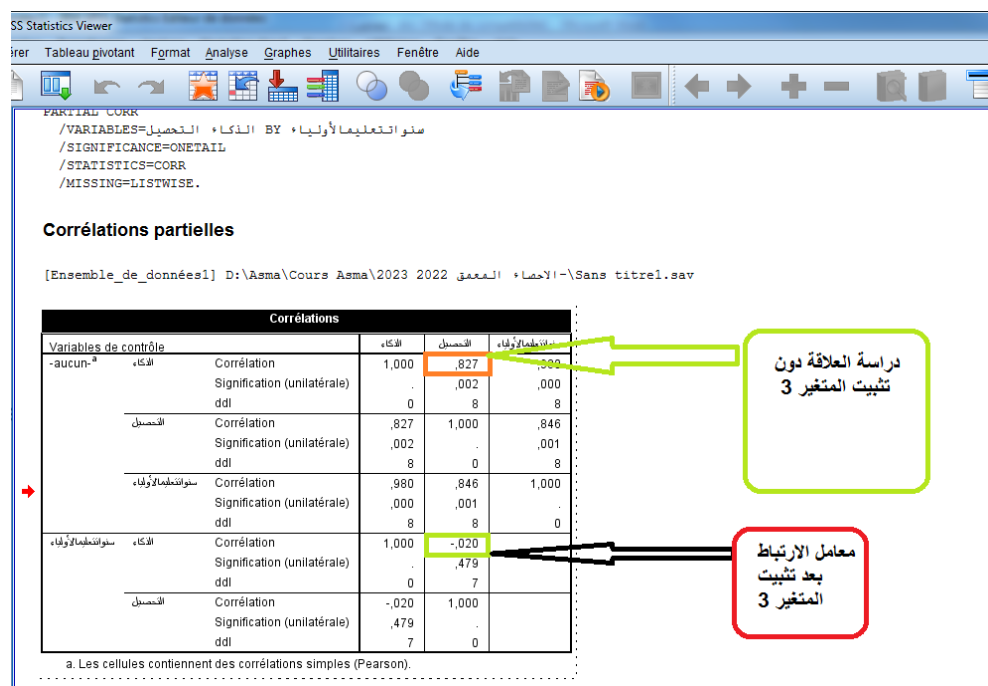 SS Statistics Viewer
érer Tableau pivotant Format Analyse Graphes Utilitaires Fenêtre Aide
PARTIAL CORR
/VARIABLES=الذكاء التحصيل BY سنواتتعليمالأولياء
/SIGNIFICANCE=ONETAIL
/STATISTICS=CORR
/MISSING=LISTWISE.
Corrélations partielles
[Ensemble_de_données1] D:\Asma\Cours Asma\2023 2022 الاحصاء المعمق-\Sans titre1.sav
Corrélations
Variables de contrôle الذكاء التحصيل سنواتتعليمالأولياء
-aucun-a الذكاء Corrélation 1,000 ,827
Signification (unilatérale) . ,002 ,000
ddl 0 8 8
التحصيل Corrélation ,827 1,000 ,846
Signification (unilatérale) ,002 . ,001
ddl 8 0 8
سنواتتعليمالأولياء Corrélation ,980 ,846 1,000
Signification (unilatérale) ,000 ,001 .
ddl 8 8 0
سنواتتعليمالأولياء الذكاء Corrélation 1,000 -,020
Signification (unilatérale) . ,479
ddl 0 7
التحصيل Corrélation -,020 1,000
Signification (unilatérale) ,479 .
ddl 7 0
a. Les cellules contiennent des corrélations simples (Pearson).
دراسة العلاقة دون
تثبيت المتغير 3
معامل الارتباط
بعد تثبيت
المتغير 3